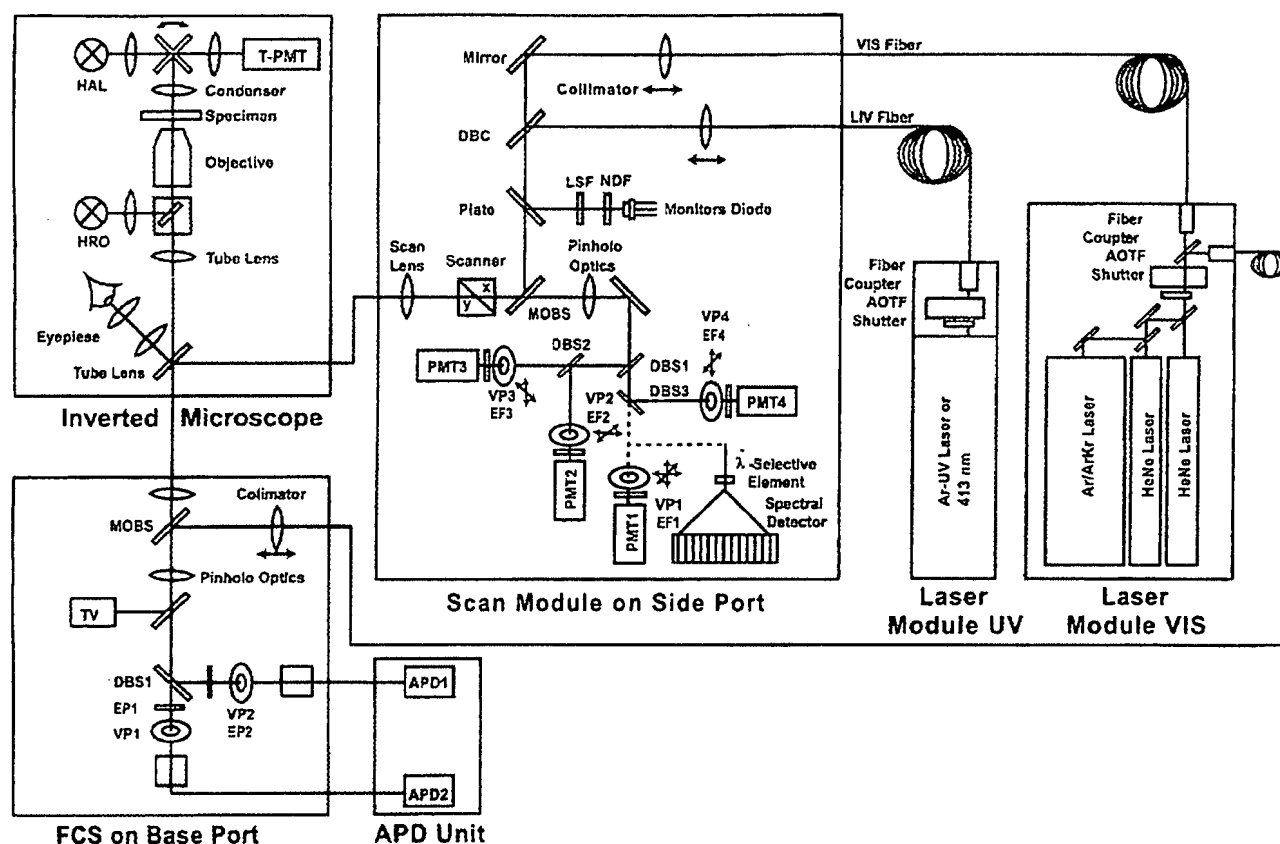 HAL
T-PMT
Condensor
Specimen
Objective
HRO
Tube Lens
Eyepiese
Tube Lens
Inverted Microscope
Mirror
Collimator
VIS Fiber
DBC
LIV Fiber
LSF NDF
Plate
Monitors Diode
Scan
Lens
Scanner
x
y
Pinholo
Optics
MOBS
DBS2
VP4
EF4
PMT3
DBS1
VP3
EF3
VP2
EF2
DBS3
PMT4
PMT2
λ-Selective
Element
VP1
EF1
PMT1
Spectral
Detector
Scan Module on Side Port
Fiber
Coupter
AOTF
Shutter
Ar-UV Laser or
413 nm
Laser
Module UV
Fiber
Coupter
AOTF
Shutter
Ar/ArKr Laser
HeNe Laser
HeNe Laser
Laser
Module VIS
Colimator
MOBS
Pinholo Optics
TV
DBS1
EP1
VP1
VP2
EP2
FCS on Base Port
APD1
APD2
APD Unit